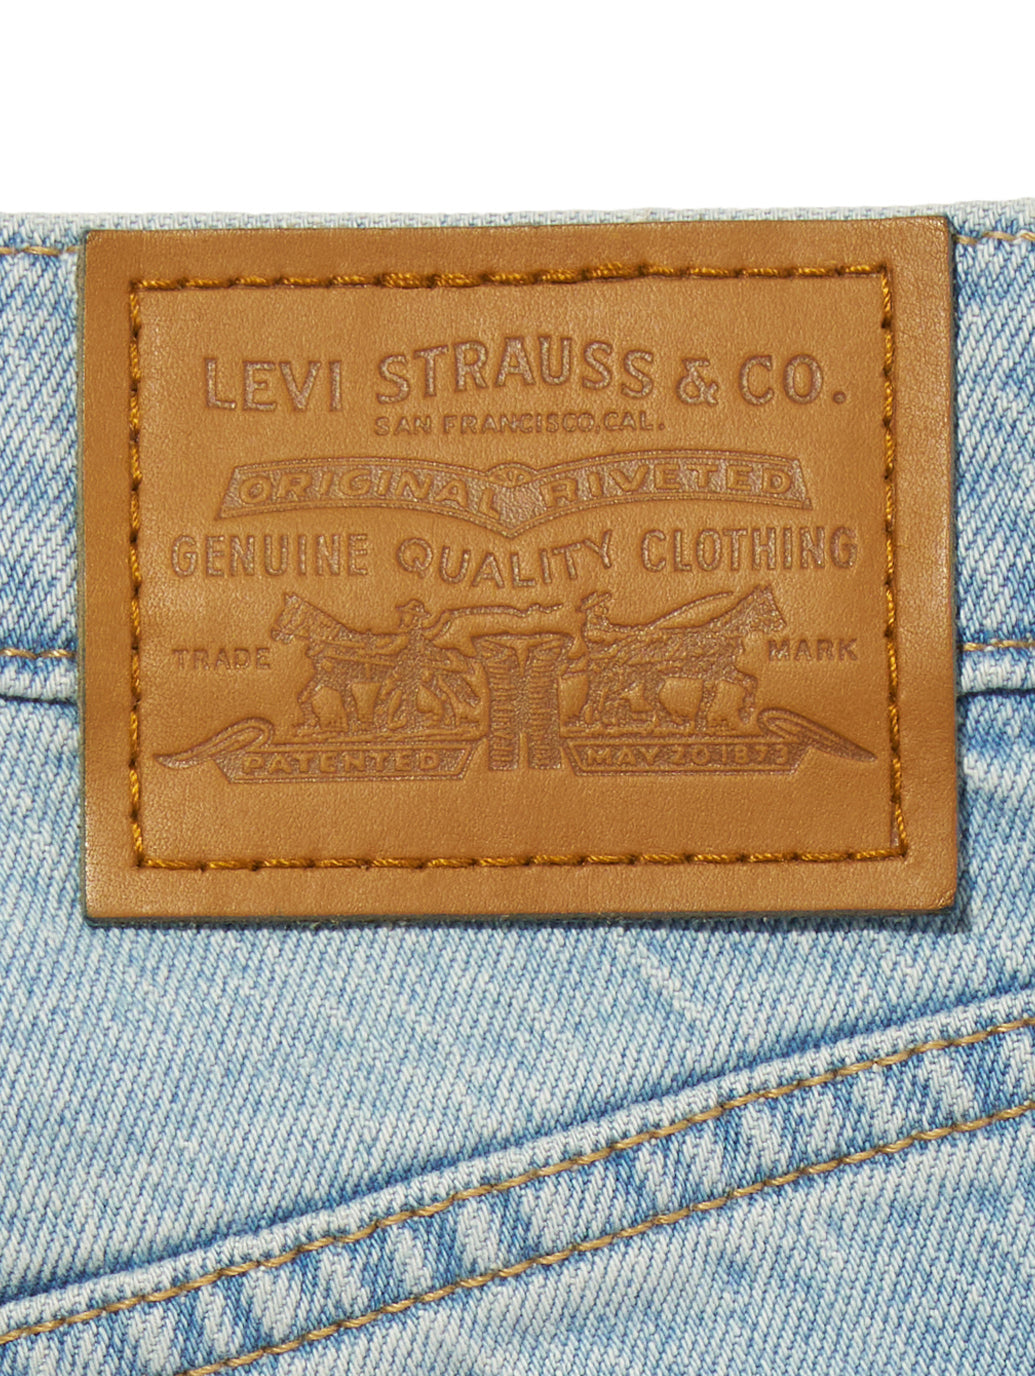 LEVI STRAUSS & CO.
SAN FRANCISCO, CAL.
ORIGINAL RIVETED
GENUINE QUALITY CLOTHING
TRADE MARK
PATENTED MAY 20 1873